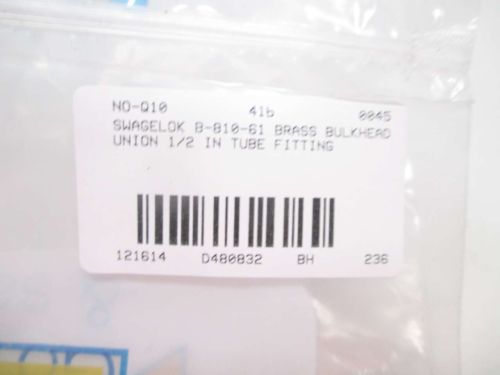 NO-Q10 41b 0045
SWAGELOK B-810-61 BRASS BULKHEAD
UNION 1/2 IN TUBE FITTING
121614 D480832 BH 236